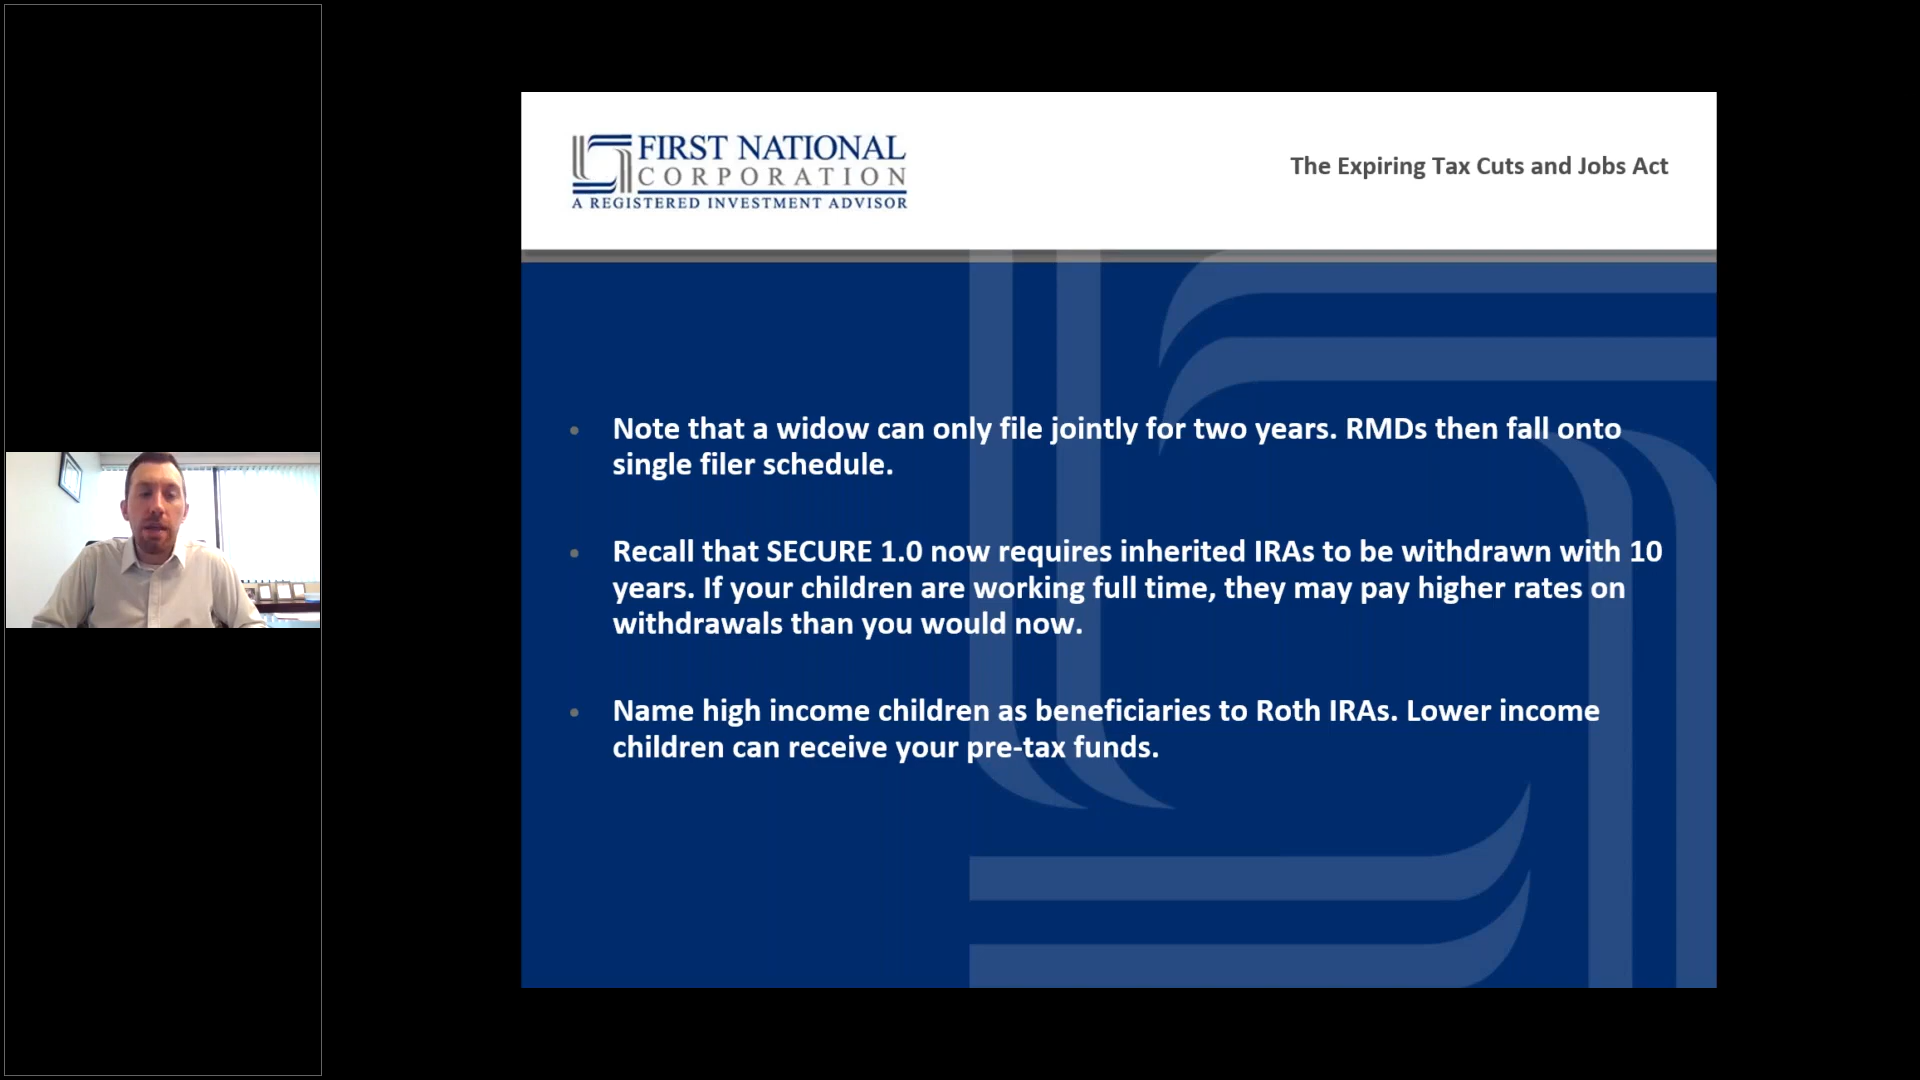 FIRST NATIONAL
CORPORATION
A REGISTERED INVESTMENT ADVISOR
The Expiring Tax Cuts and Jobs Act
• Note that a widow can only file jointly for two years. RMDs then fall onto
single filer schedule.
• Recall that SECURE 1.0 now requires inherited IRAs to be withdrawn with 10
years. If your children are working full time, they may pay higher rates on
withdrawals than you would now.
• Name high income children as beneficiaries to Roth IRAs. Lower income
children can receive your pre-tax funds.